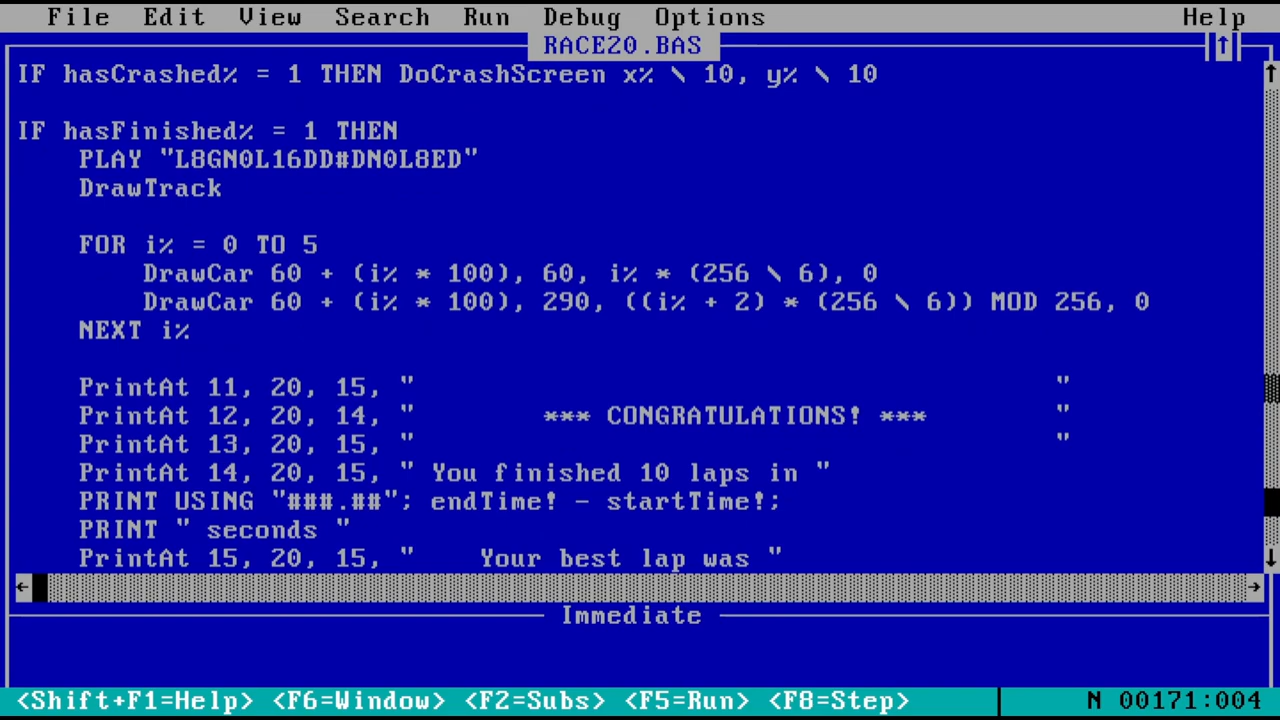 File Edit View Search Run Debug Options Help
RACE20.BAS
IF hasCrashed% = 1 THEN DoCrashScreen x% \ 10, y% \ 10
IF hasFinished% = 1 THEN
PLAY "L8GN0L16DD#DN0L8ED"
DrawTrack
FOR i% = 0 TO 5
DrawCar 60 + (i% * 100), 60, i% * (256 \ 6), 0
DrawCar 60 + (i% * 100), 290, ((i% + 2) * (256 \ 6)) MOD 256, 0
NEXT i%
PrintAt 11, 20, 15, "                                         "
PrintAt 12, 20, 14, "        *** CONGRATULATIONS! ***        "
PrintAt 13, 20, 15, "                                         "
PrintAt 14, 20, 15, " You finished 10 laps in "
PRINT USING "###.##"; endTime! - startTime!;
PRINT " seconds "
PrintAt 15, 20, 15, "    Your best lap was "
Immediate
<Shift+F1=Help> <F6=Window> <F2=Subs> <F5=Run> <F8=Step> N 00171:004